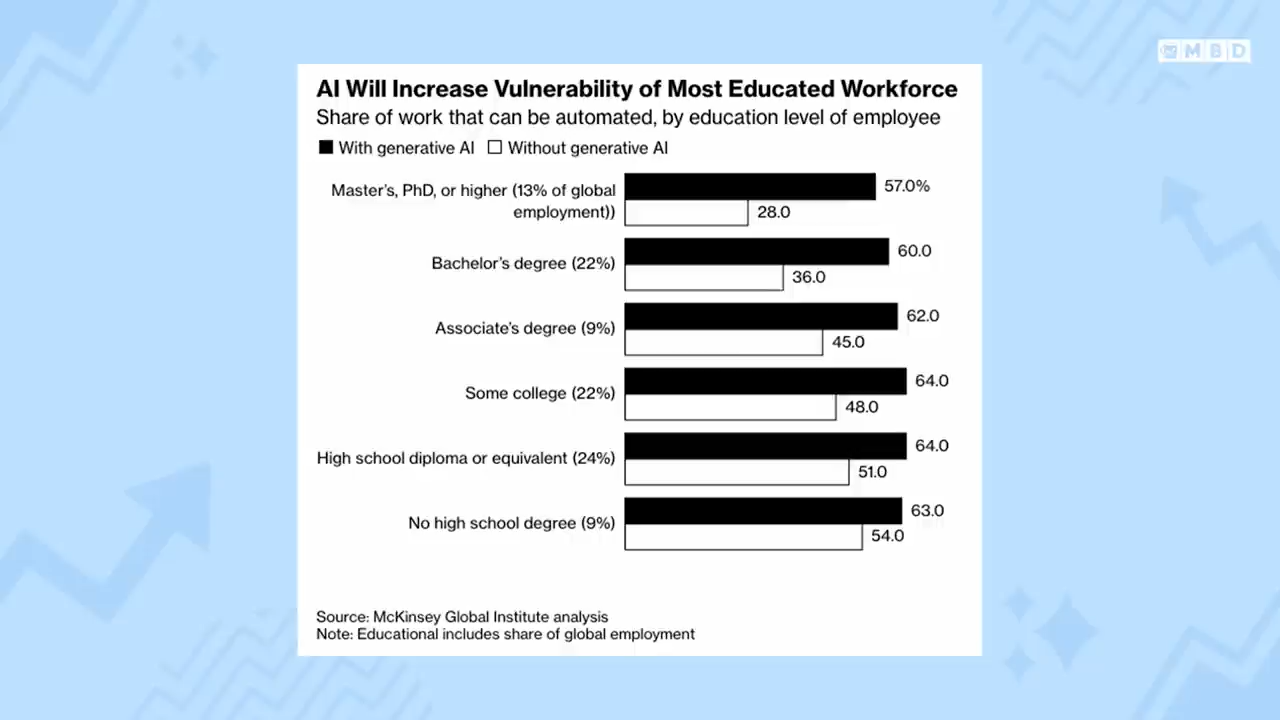 MBD
AI Will Increase Vulnerability of Most Educated Workforce
Share of work that can be automated, by education level of employee
With generative AI Without generative AI
Master's, PhD, or higher (13% of global
employment))
57.0%
28.0
Bachelor's degree (22%)
60.0
36.0
Associate's degree (9%)
62.0
45.0
Some college (22%)
64.0
48.0
High school diploma or equivalent (24%)
64.0
51.0
No high school degree (9%)
63.0
54.0
Source: McKinsey Global Institute analysis
Note: Educational includes share of global employment